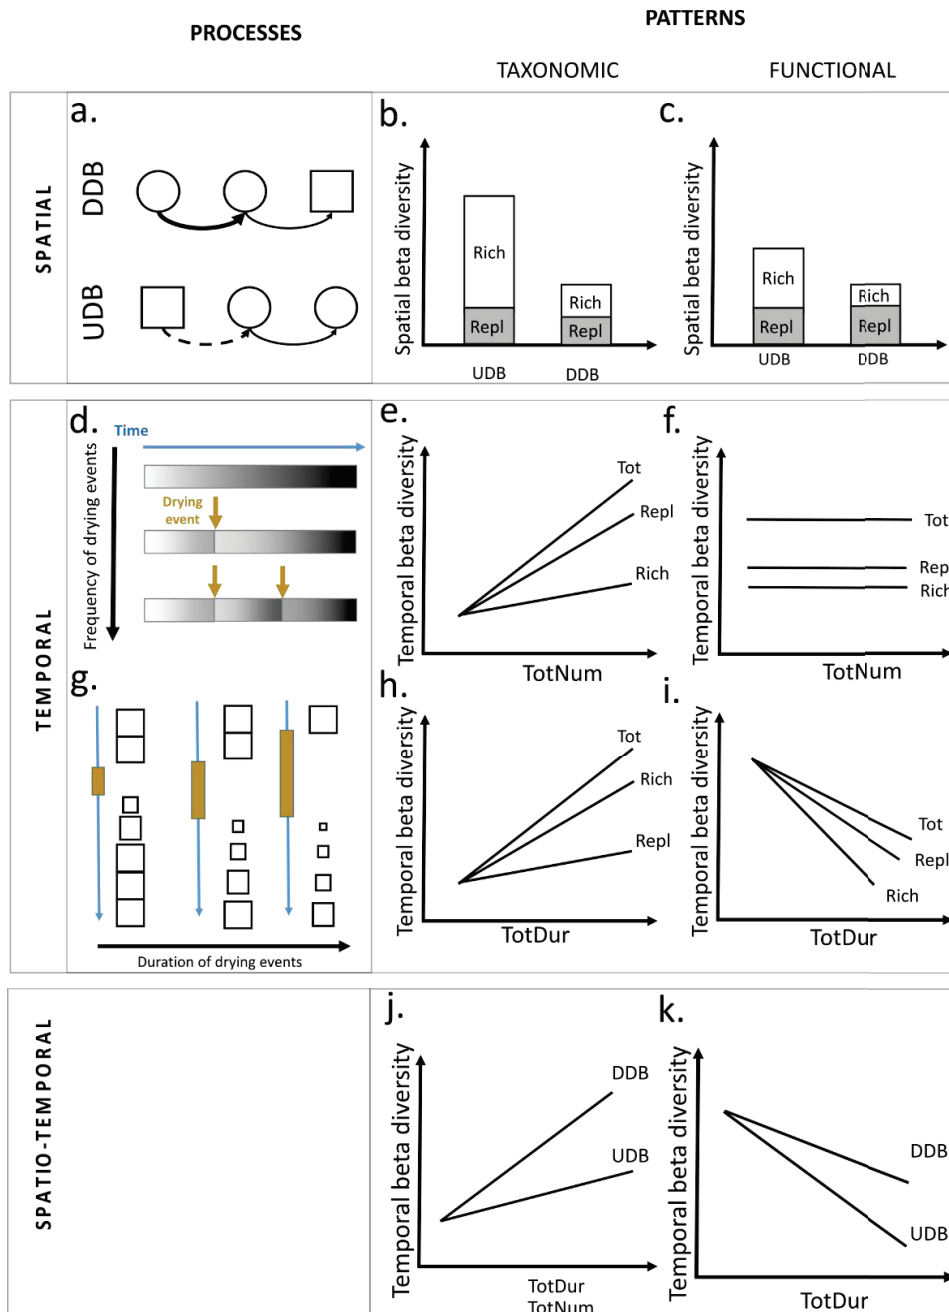 PROCESSES
PATTERNS
TAXONOMIC
FUNCTIONAL
SPATIAL
a.
DDB
UDB
b.
Spatial beta diversity
Rich
Repl
Rich
Repl
UDB
DDB
c.
Spatial beta diversity
Rich
Repl
Rich
Repl
UDB
DDB
TEMPORAL
d.
Time
Frequency of drying events
Drying
event
e.
Temporal beta diversity
Tot
Repl
Rich
TotNum
f.
Temporal beta diversity
Tot
Rep
Rich
TotNum
g.
Duration of drying events
h.
Temporal beta diversity
Tot
Rich
Repl
TotDur
i.
Temporal beta diversity
Tot
Repl
Rich
TotDur
SPATIO-TEMPORAL
j.
Temporal beta diversity
DDB
UDB
TotDur
TotNum
k.
Temporal beta diversity
DDB
UDB
TotDur